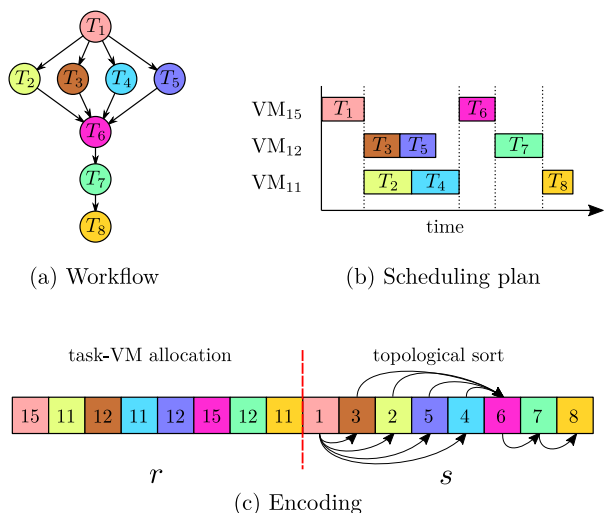 T1
T2 T3 T4 T5
T6
T7
T8
(a) Workflow
VM15 T1 T6
VM12 T3 T5 T7
VM11 T2 T4 T8
time
(b) Scheduling plan
task-VM allocation topological sort
15 11 12 11 12 15 12 11 1 3 2 5 4 6 7 8
r s
(c) Encoding